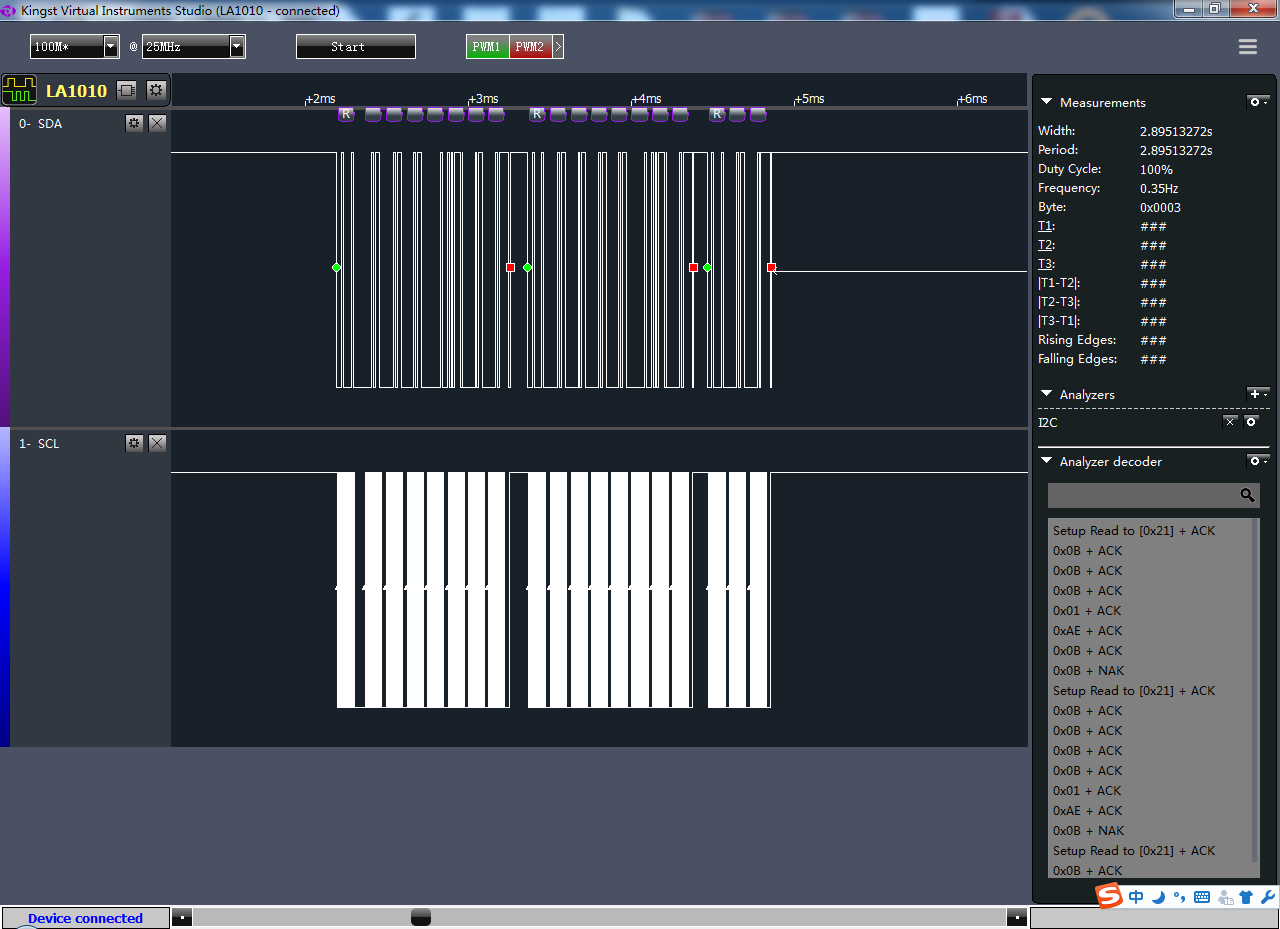 Kingst Virtual Instruments Studio (LA1010 - connected)
100M* @ 25MHz Start PWM1 PWM2 >
LA1010
+2ms +3ms +4ms +5ms +6ms
R R R
0- SDA
1- SCL
Measurements
Width: 2.89513272s
Period: 2.89513272s
Duty Cycle: 100%
Frequency: 0.35Hz
Byte: 0x0003
T1: ###
T2: ###
T3: ###
|T1-T2|: ###
|T2-T3|: ###
|T3-T1|: ###
Rising Edges: ###
Falling Edges: ###
Analyzers
I2C
Analyzer decoder
Setup Read to [0x21] + ACK
0x0B + ACK
0x0B + ACK
0x0B + ACK
0x01 + ACK
0xAE + ACK
0x0B + ACK
0x0B + NAK
Setup Read to [0x21] + ACK
0x0B + ACK
0x0B + ACK
0x0B + ACK
0x0B + ACK
0x01 + ACK
0xAE + ACK
0x0B + NAK
Setup Read to [0x21] + ACK
0x0B + ACK
S 中
Device connected